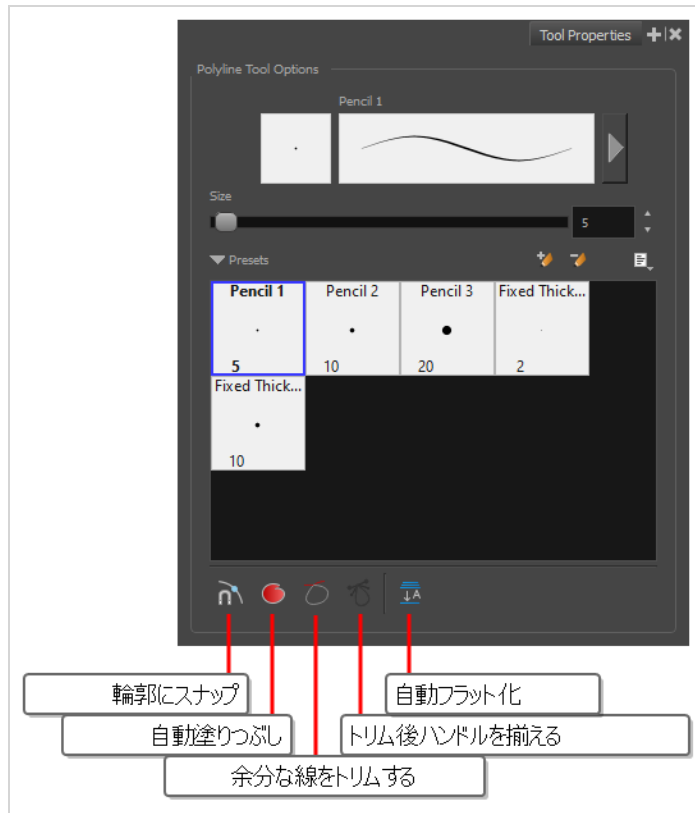 Tool Properties
Polyline Tool Options
Pencil 1
Size
5
Presets
Pencil 1
Pencil 2
Pencil 3
Fixed Thick...
5
10
20
2
Fixed Thick...
10
A
輪郭にスナップ
自動フラット化
自動塗りつぶし
トリム後ハンドルを揃える
余分な線をトリムする